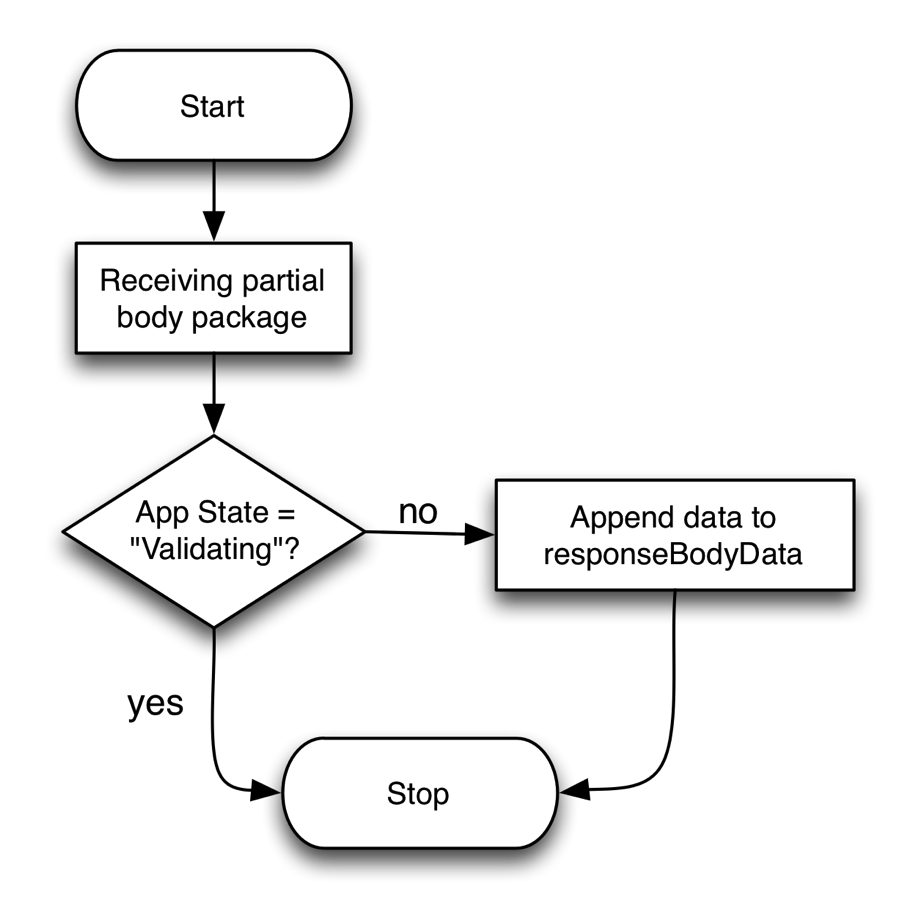 Start
Receiving partial
body package
App State =
"Validating"?
no
Append data to
responseBodyData
yes
Stop